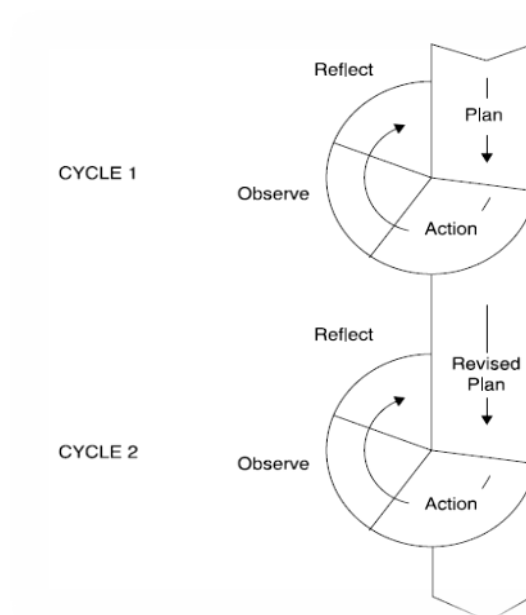 Reflect
Plan
CYCLE 1
Observe
Action
Reflect
Revised
Plan
CYCLE 2
Observe
Action